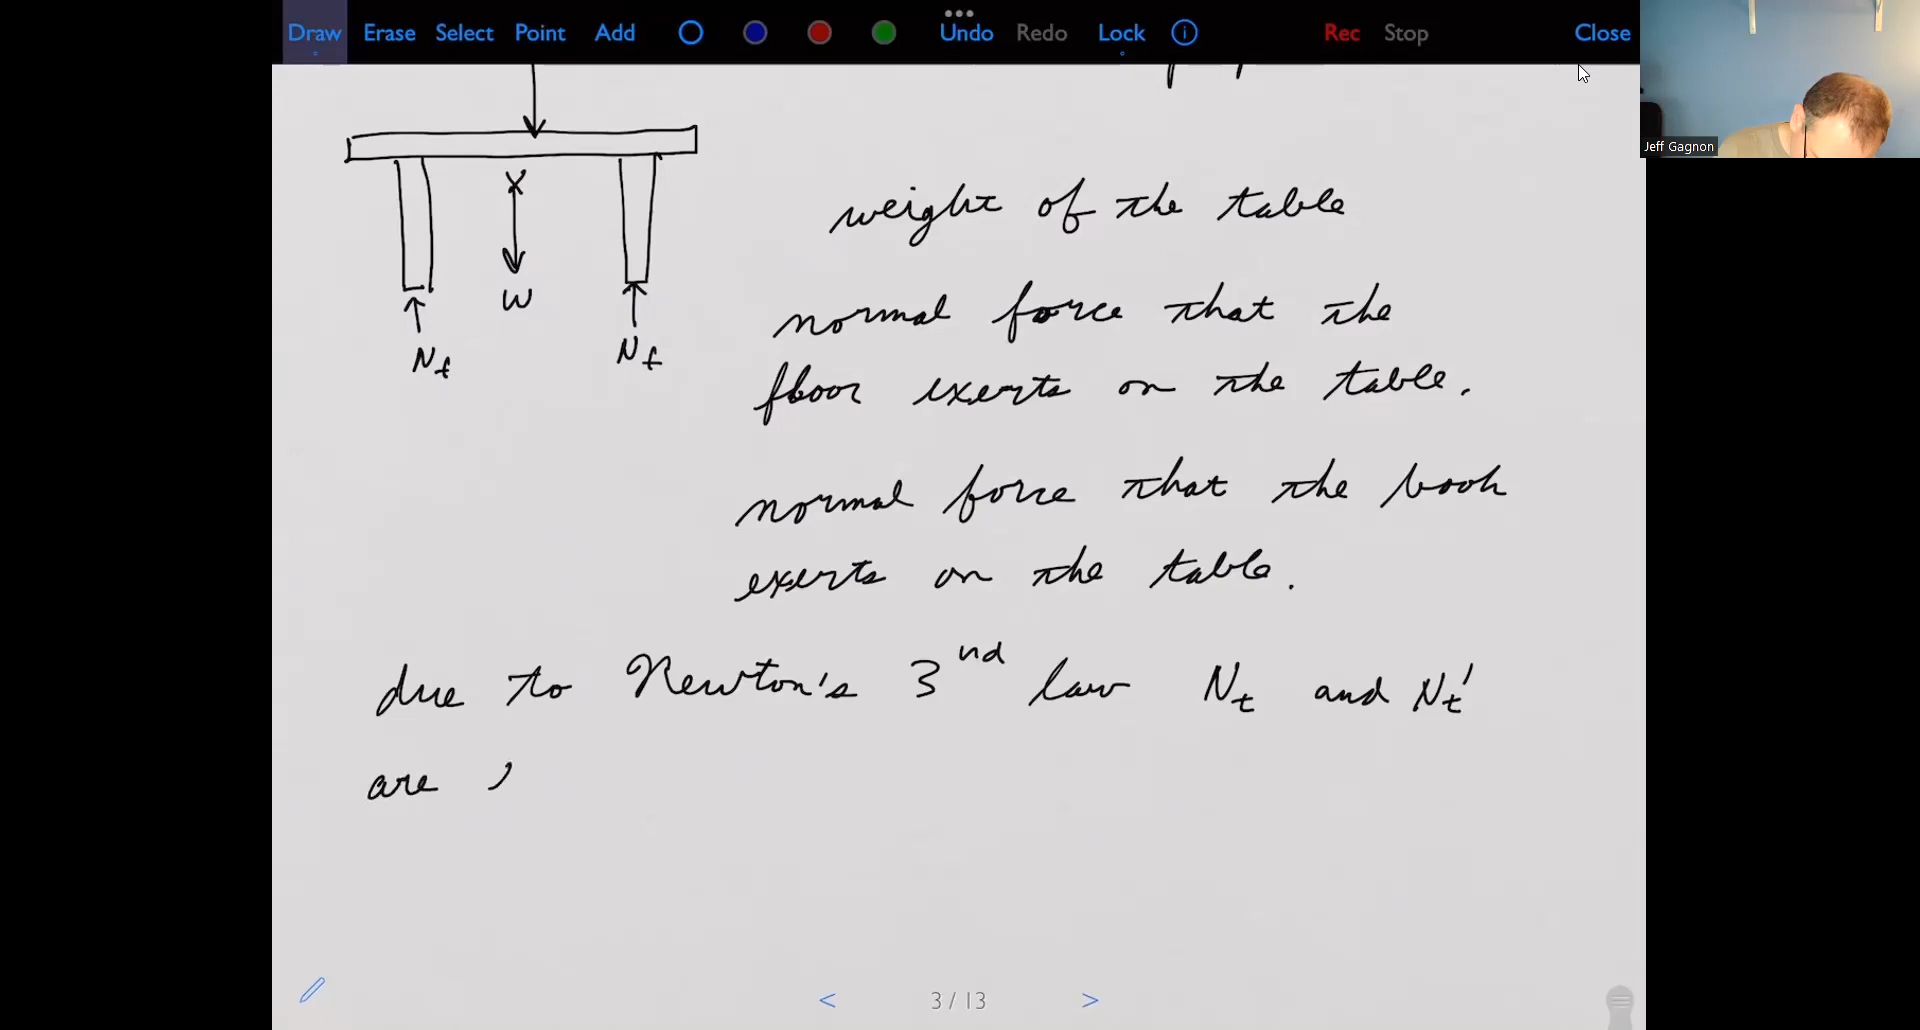 Draw Erase Select Point Add Undo Redo Lock Rec Stop Close
Jeff Gagnon
weight of the table
W
normal force that the
Nf Nf
floor exerts on the table.
normal force that the book
exerts on the table.
due to Newton's 3nd law Nt and Nt'
are
< 3 / 13 >